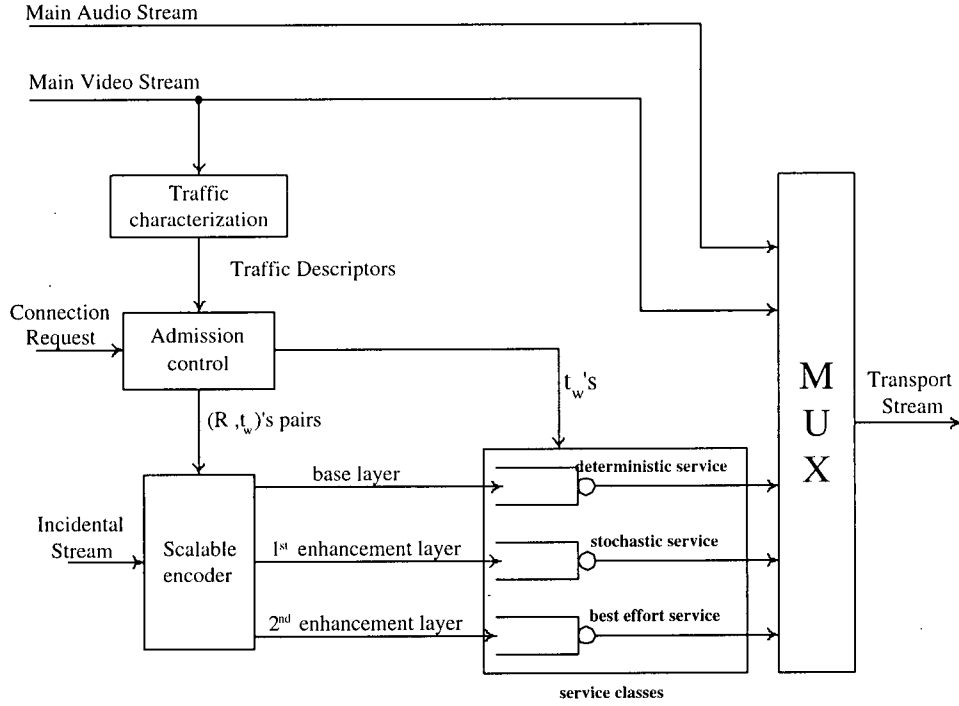 Main Audio Stream
Main Video Stream
Traffic
characterization
Traffic Descriptors
Connection
Request
Admission
control
t_w's
(R ,t_w)'s pairs
M
U
X
Transport
Stream
deterministic service
base layer
Incidental
Stream
Scalable
encoder
1st enhancement layer
stochastic service
2nd enhancement layer
best effort service
service classes